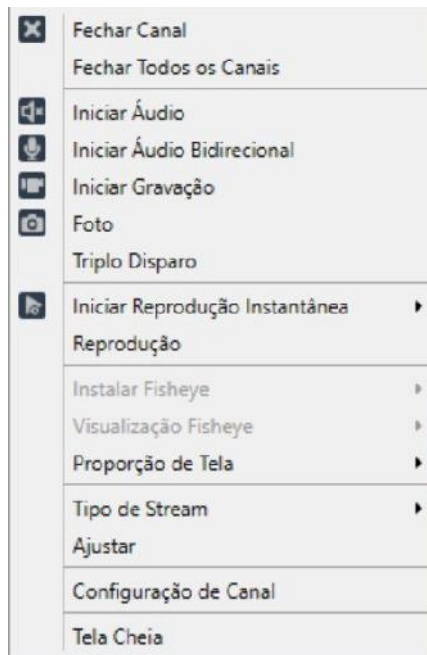 Fechar Canal
Fechar Todos os Canais
Iniciar Áudio
Iniciar Áudio Bidirecional
Iniciar Gravação
Foto
Triplo Disparo
Iniciar Reprodução Instantânea
Reprodução
Instalar Fisheye
Visualização Fisheye
Proporção de Tela
Tipo de Stream
Ajustar
Configuração de Canal
Tela Cheia